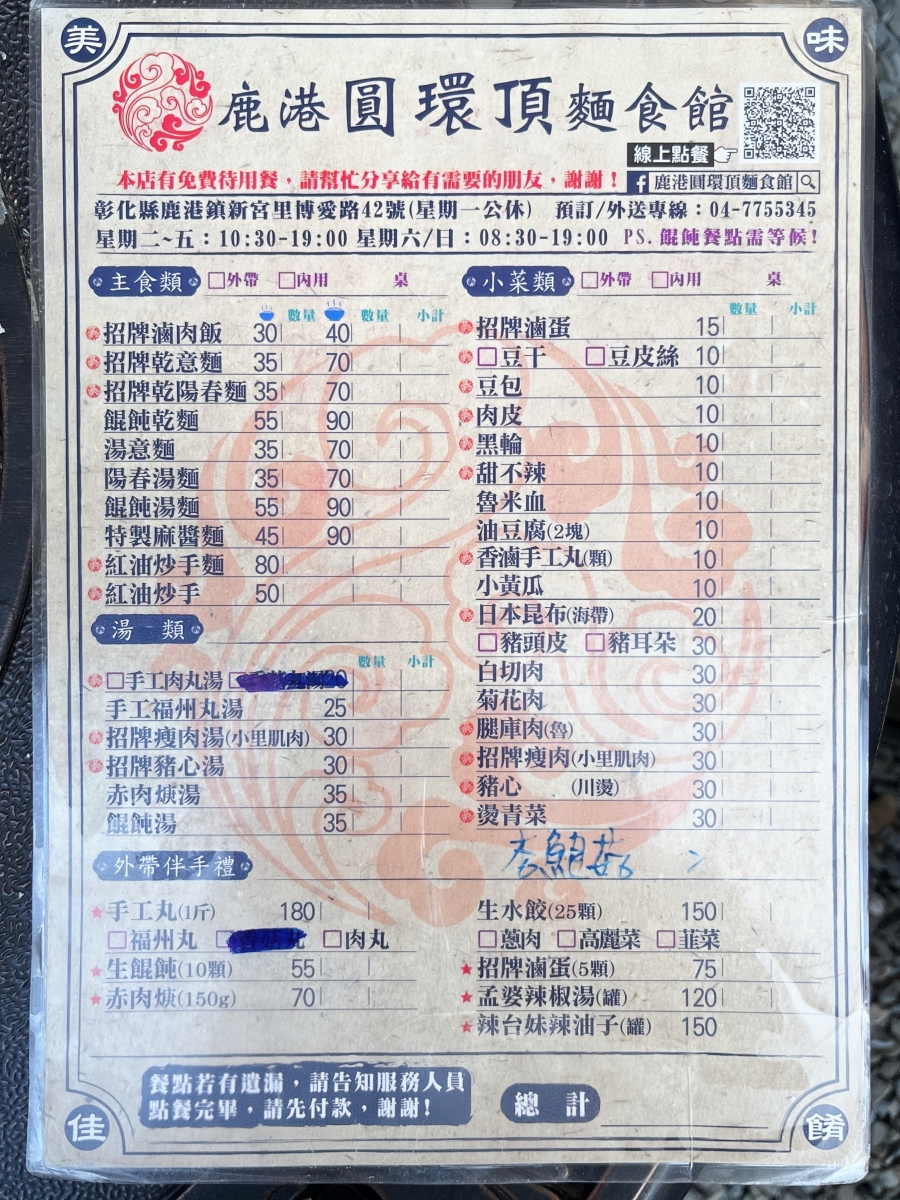 美 味
鹿港圓環頂麵食館
線上點餐
本店有免費待用餐，請幫忙分享給有需要的朋友，謝謝！
f 鹿港圓環頂麵食館
彰化縣鹿港鎮新宮里博愛路42號(星期一公休) 預訂/外送專線：04-7755345
星期二~五：10:30-19:00 星期六/日：08:30-19:00 PS.餛飩餐點需等候!
主食類 外帶 內用 桌
數量 數量 小計
招牌滷肉飯 30 40
招牌乾意麵 35 70
招牌乾陽春麵 35 70
餛飩乾麵 55 90
湯意麵 35 70
陽春湯麵 35 70
餛飩湯麵 55 90
特製麻醬麵 45 90
紅油炒手麵 80
紅油炒手 50
湯 類
數量 小計
手工肉丸湯 20
手工福州丸湯 25
招牌瘦肉湯(小里肌肉) 30
招牌豬心湯 30
赤肉焿湯 35
餛飩湯 35
小菜類 外帶 內用 桌
數量 小計
招牌滷蛋 15
豆干 豆皮絲 10
豆包 10
肉皮 10
黑輪 10
甜不辣 10
魯米血 10
油豆腐(2塊) 10
香滷手工丸(顆) 10
小黃瓜 10
日本昆布(海帶) 20
豬頭皮 豬耳朵 30
白切肉 30
菊花肉 30
腿庫肉(魯) 30
招牌瘦肉(小里肌肉) 30
豬心 (川燙) 30
燙青菜 30
杏鮑菇
外帶伴手禮
手工丸(1斤) 180
福州丸 肉丸
生餛飩(10顆) 55
赤肉焿(150g) 70
生水餃(25顆) 150
蔥肉 高麗菜 韮菜
招牌滷蛋(5顆) 75
孟婆辣椒湯(罐) 120
辣台妹辣油子(罐) 150
餐點若有遺漏，請告知服務人員
點餐完畢，請先付款，謝謝！
總 計
佳 餚